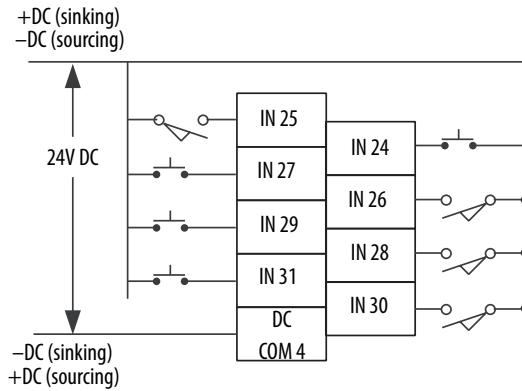 +DC (sinking)
−DC (sourcing)
24V DC
IN 25
IN 24
IN 27
IN 26
IN 29
IN 28
IN 31
IN 30
DC
COM 4
−DC (sinking)
+DC (sourcing)